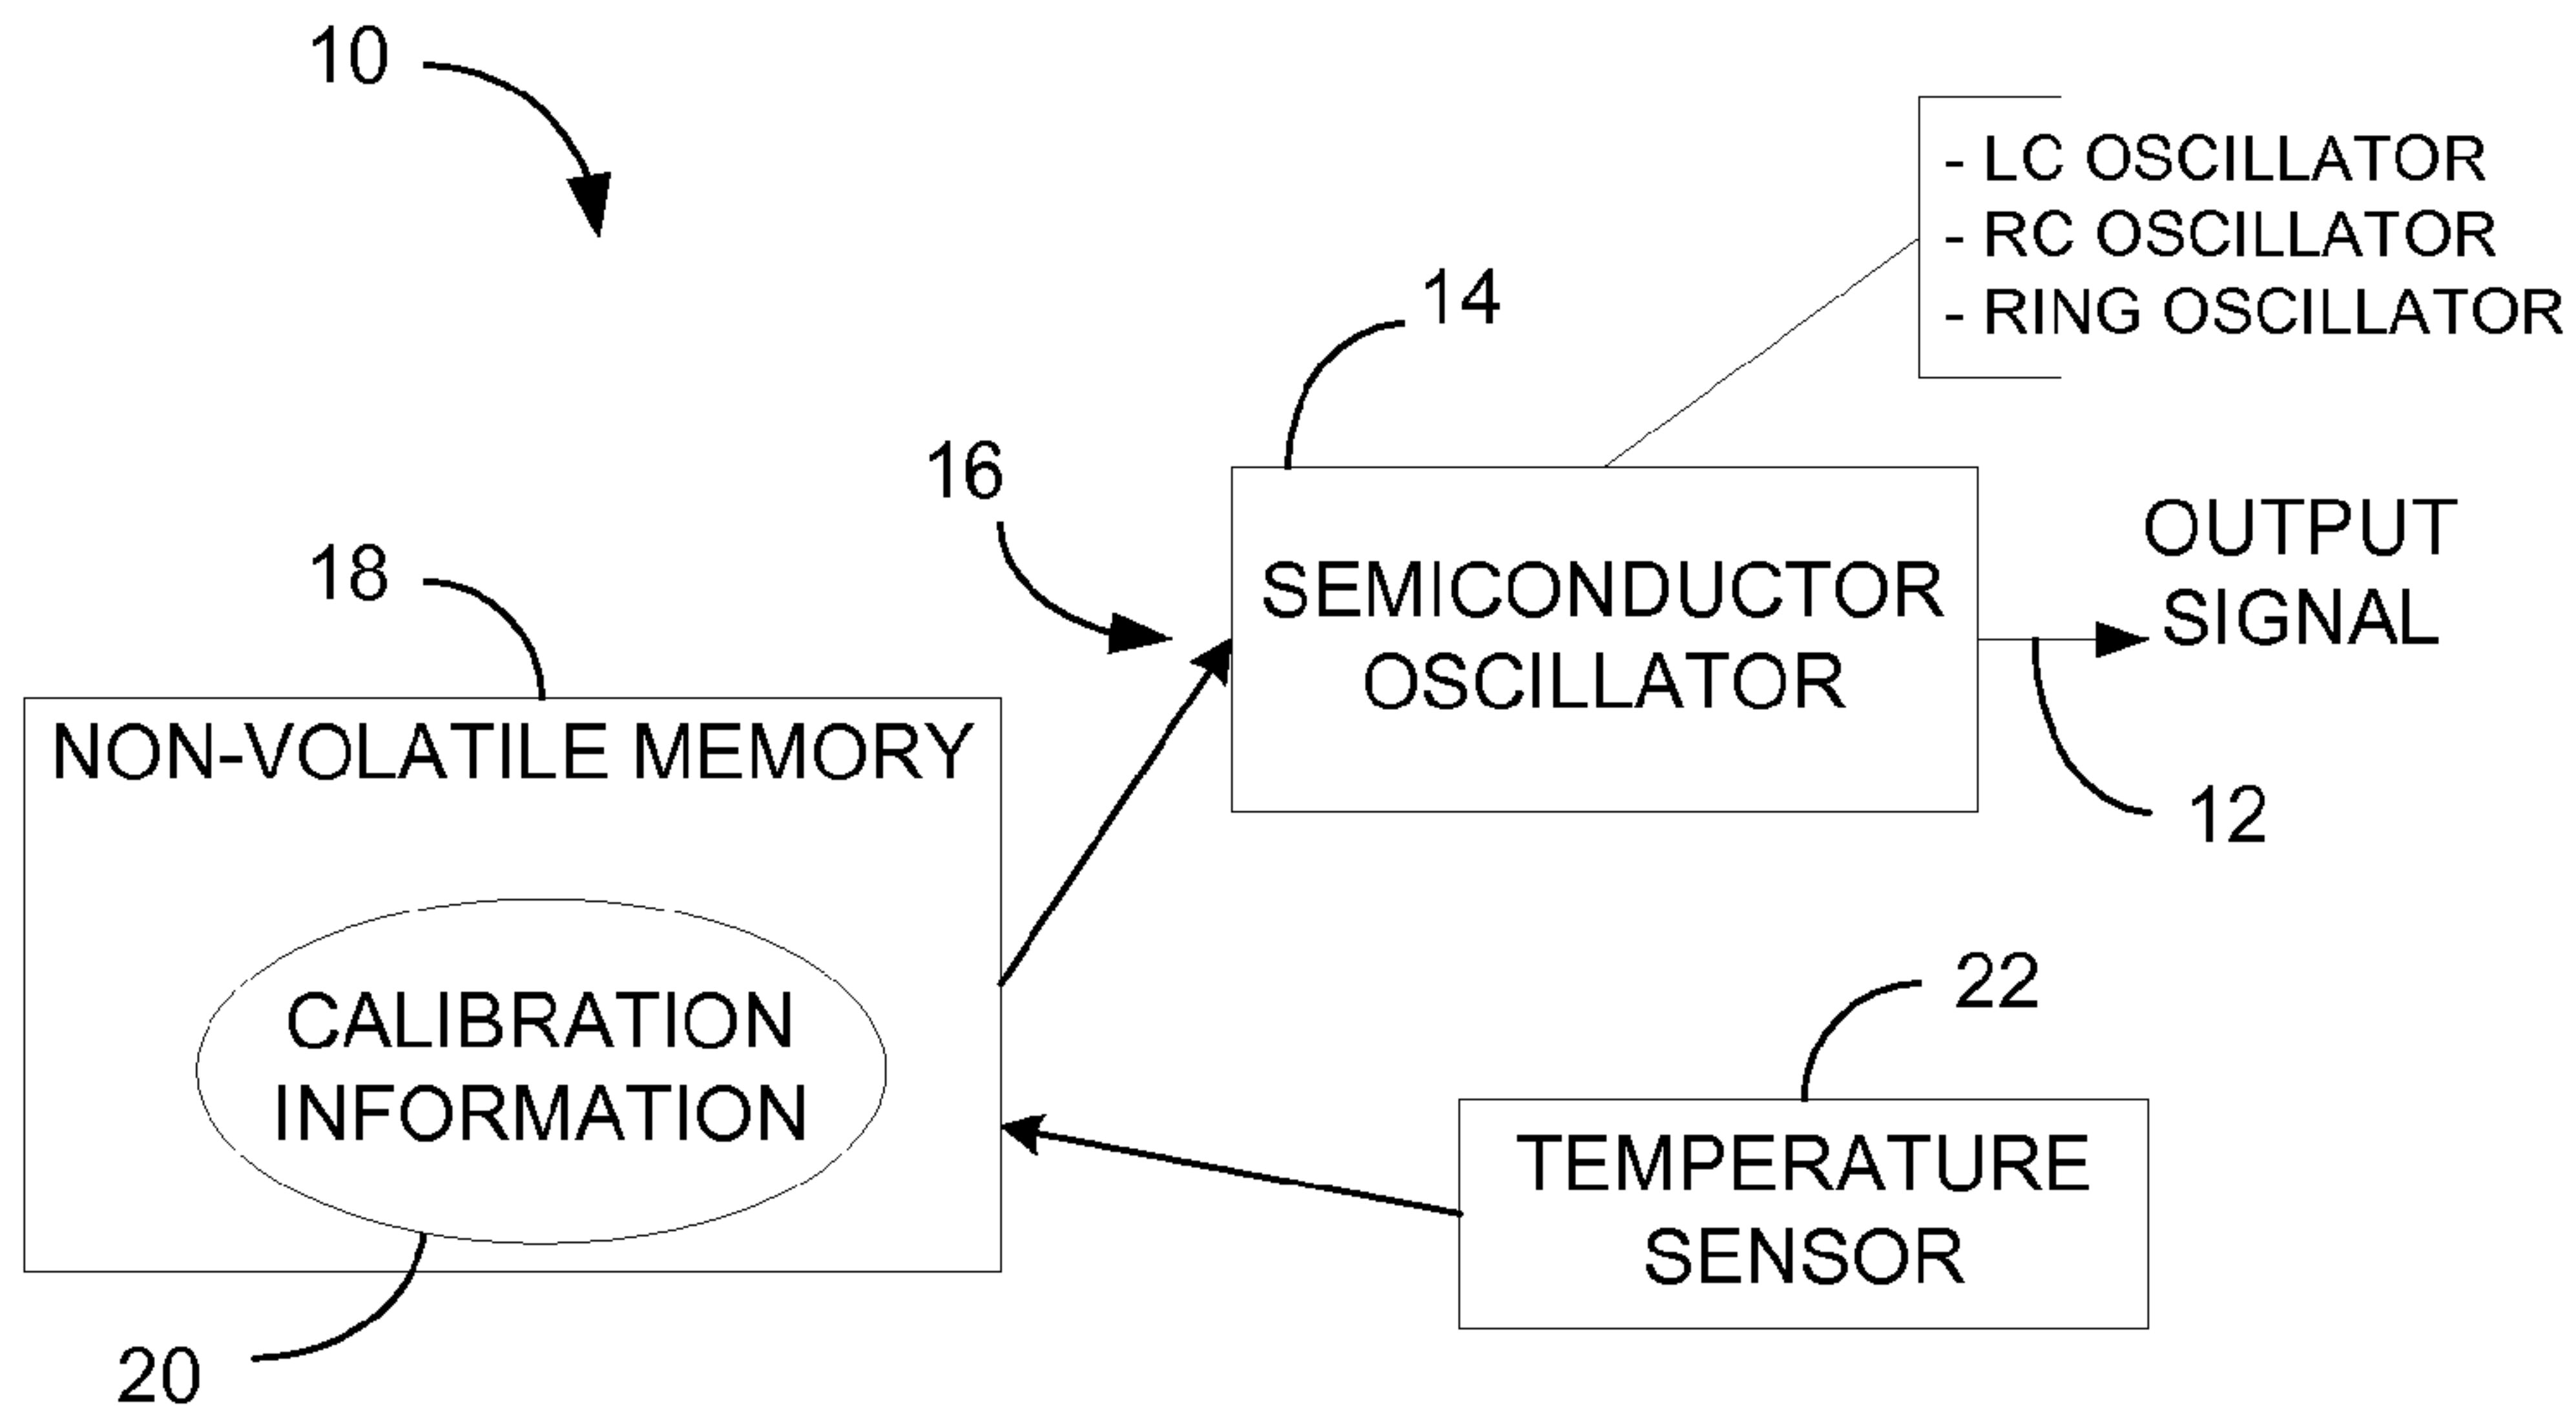 10
- LC OSCILLATOR
- RC OSCILLATOR
- RING OSCILLATOR
14
16
OUTPUT
SIGNAL
SEMICONDUCTOR
OSCILLATOR
18
12
NON-VOLATILE MEMORY
CALIBRATION
INFORMATION
22
TEMPERATURE
SENSOR
20